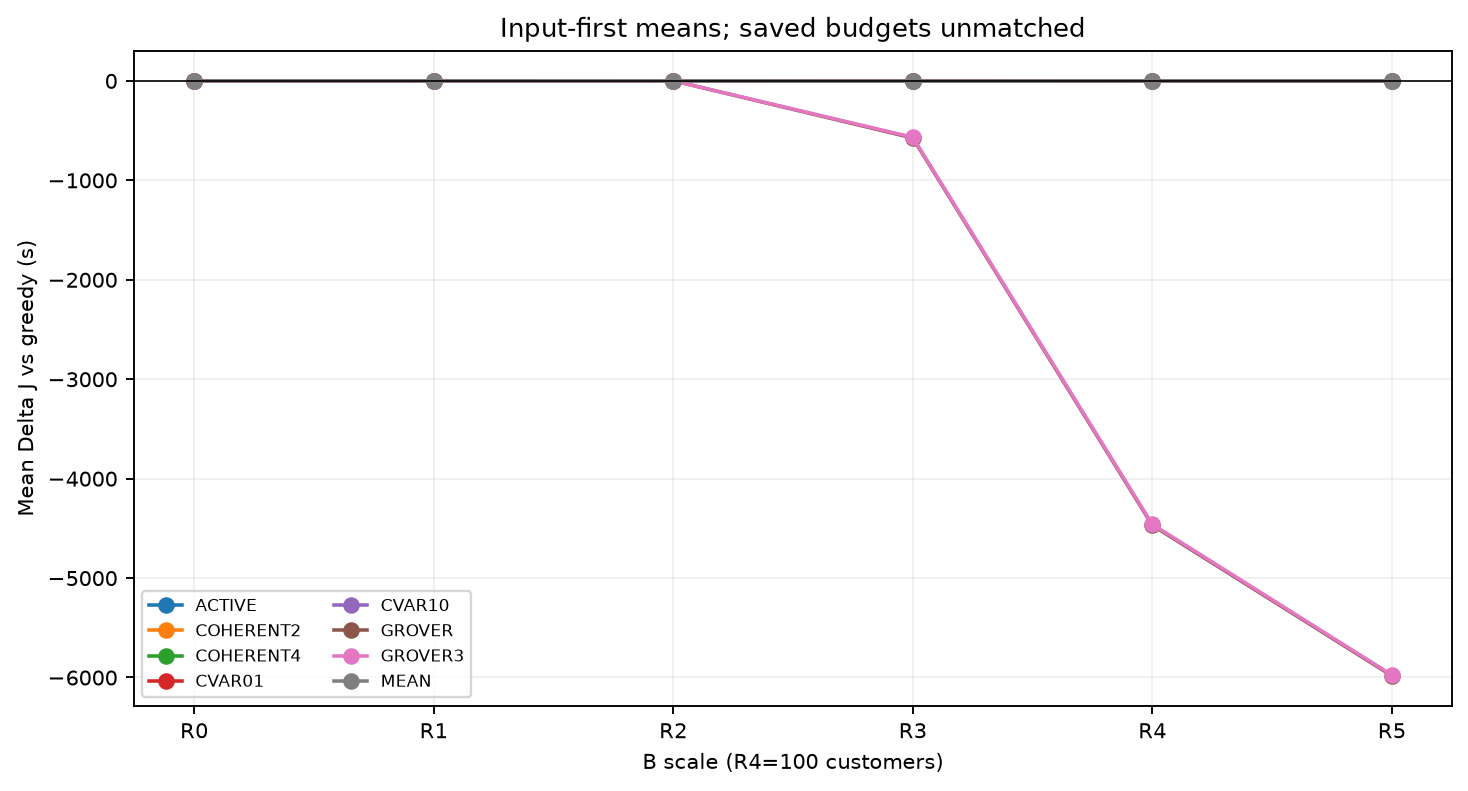 Input-first means; saved budgets unmatched
Mean Delta J vs greedy (s)
0
−1000
−2000
−3000
−4000
−5000
−6000
ACTIVE
COHERENT2
COHERENT4
CVAR01
CVAR10
GROVER
GROVER3
MEAN
R0
R1
R2
R3
R4
R5
B scale (R4=100 customers)